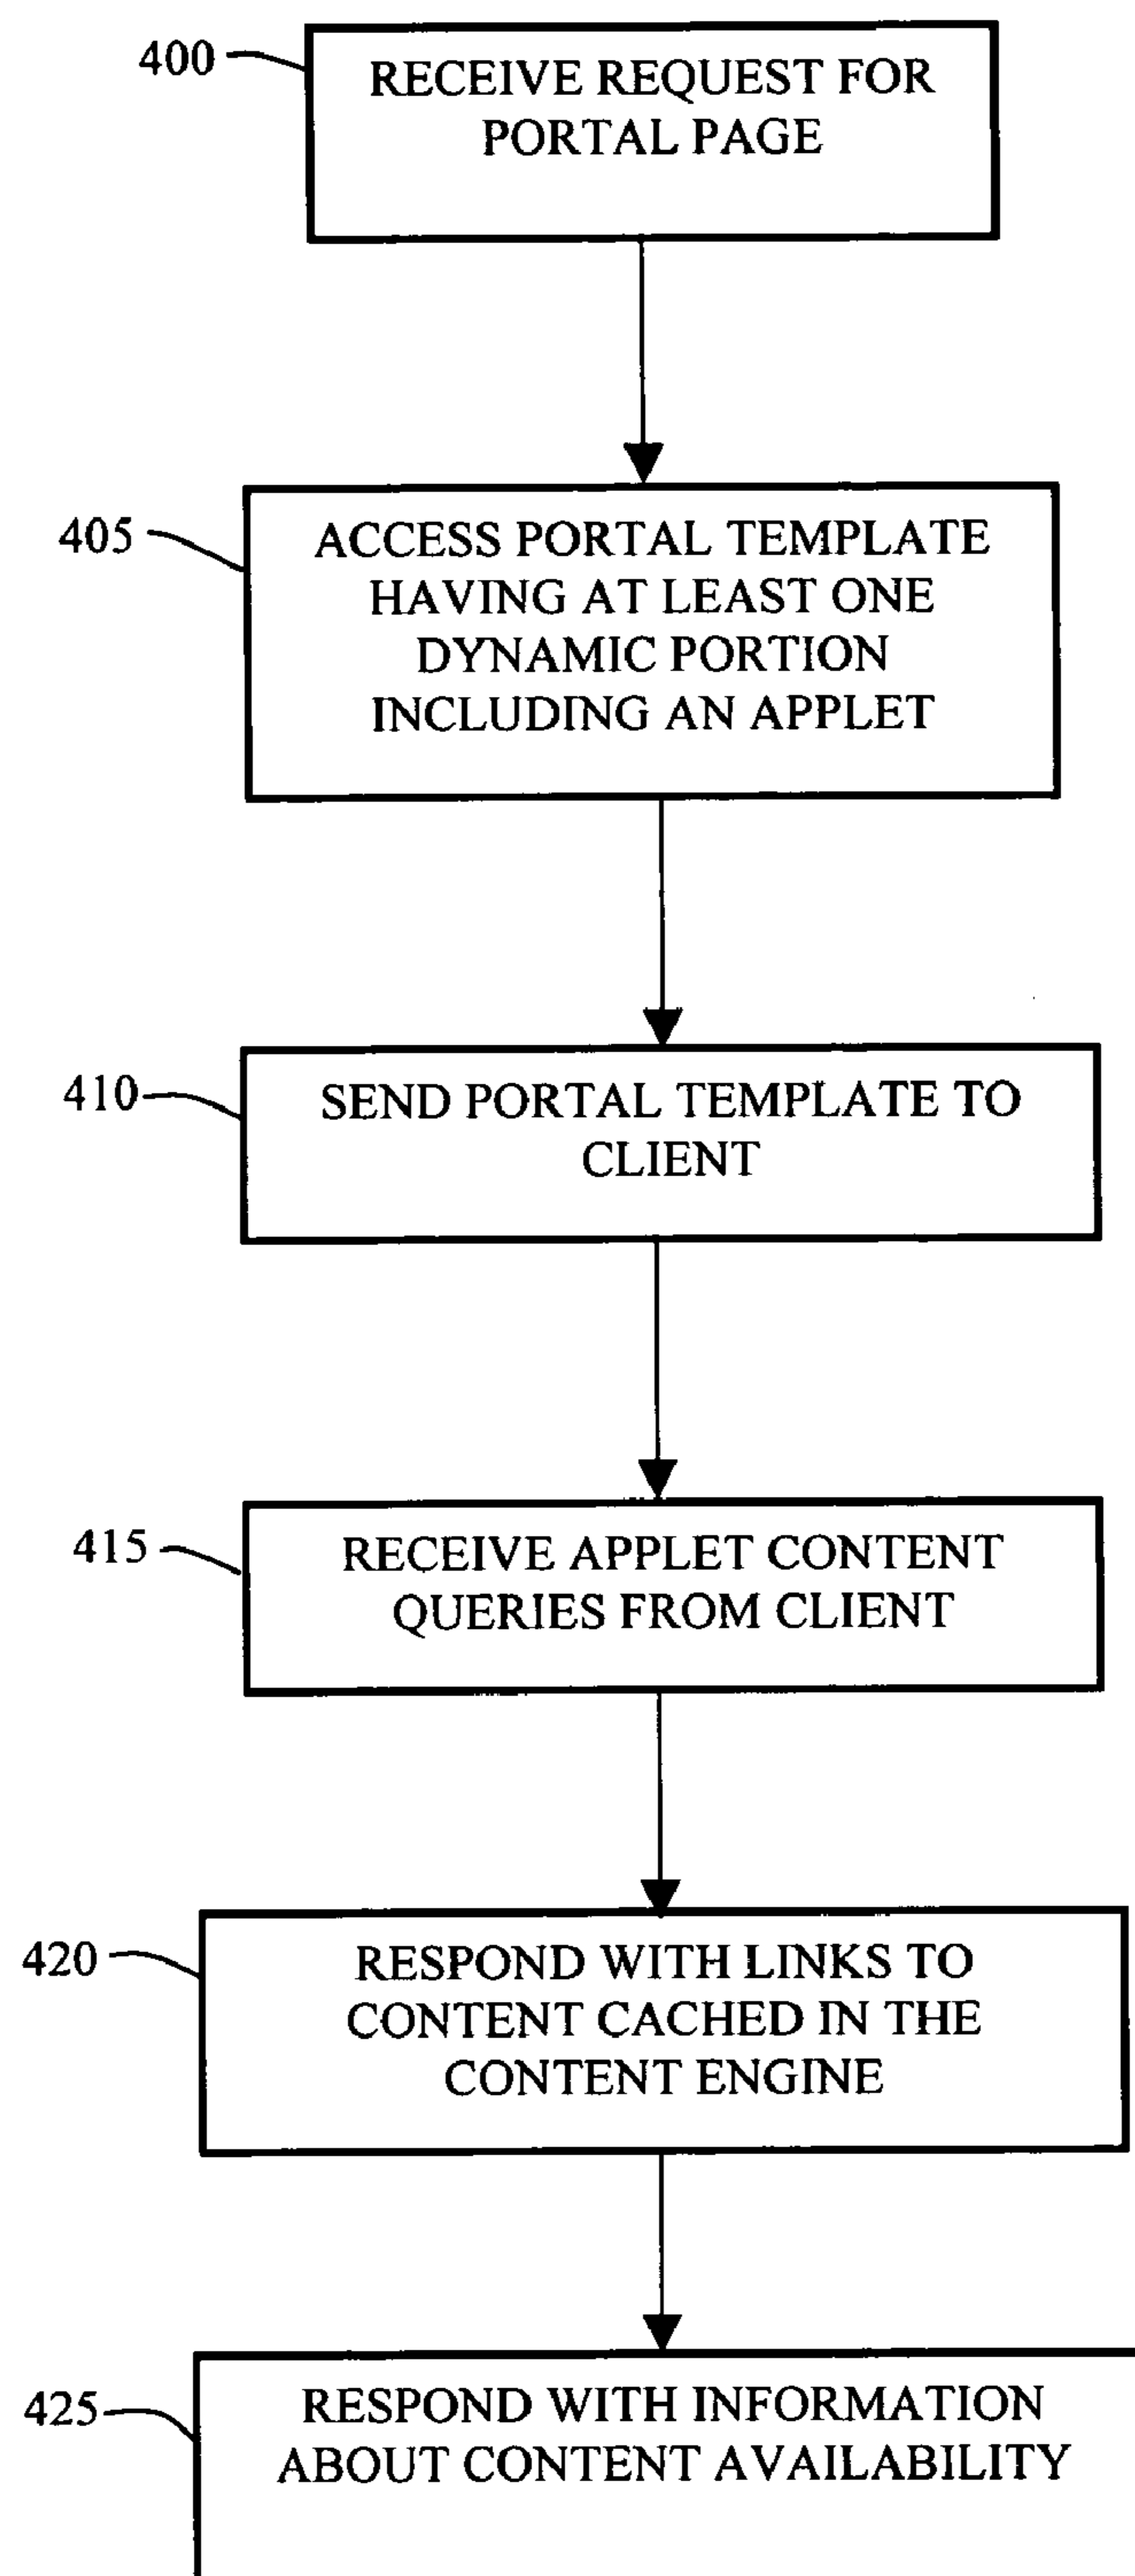 400
RECEIVE REQUEST FOR
PORTAL PAGE
405
ACCESS PORTAL TEMPLATE
HAVING AT LEAST ONE
DYNAMIC PORTION
INCLUDING AN APPLET
410
SEND PORTAL TEMPLATE TO
CLIENT
415
RECEIVE APPLET CONTENT
QUERIES FROM CLIENT
420
RESPOND WITH LINKS TO
CONTENT CACHED IN THE
CONTENT ENGINE
425
RESPOND WITH INFORMATION
ABOUT CONTENT AVAILABILITY